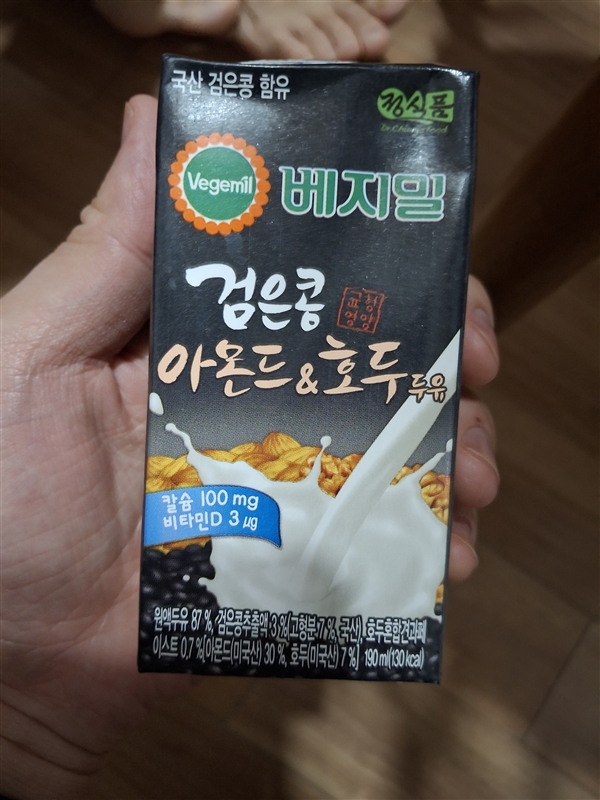 국산 검은콩 함유
정식품
Dr.Chung's Food
Vegemil
베지밀
검은콩
균형
영양
아몬드&호두 두유
칼슘 100 mg
비타민D 3 μg
원액두유 87 %, 검은콩추출액 3 %(고형분 7 %, 국산), 호두혼합견과페
이스트 0.7 %[아몬드(미국산) 30 %, 호두(미국산) 7 %] 190 ml(130 kcal)